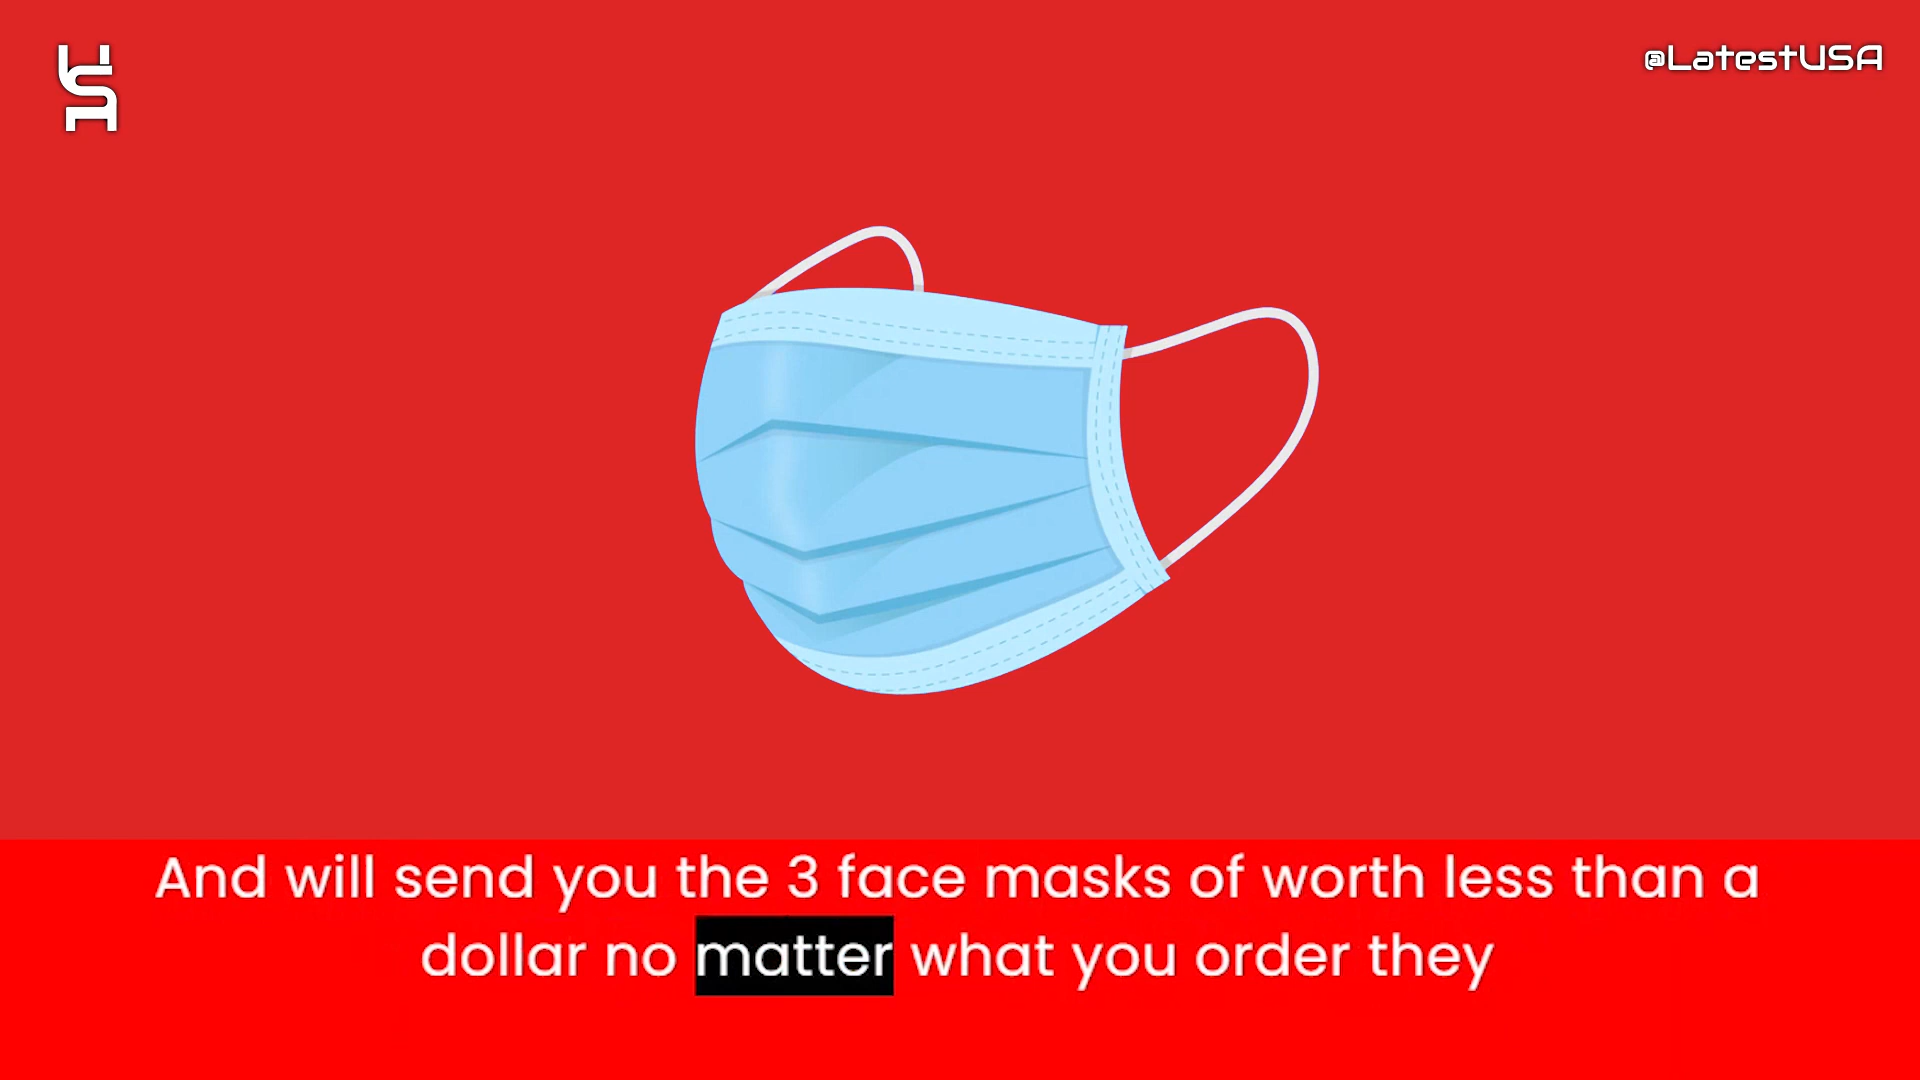 USA
@LatestUSA
And will send you the 3 face masks of worth less than a
dollar no matter what you order they